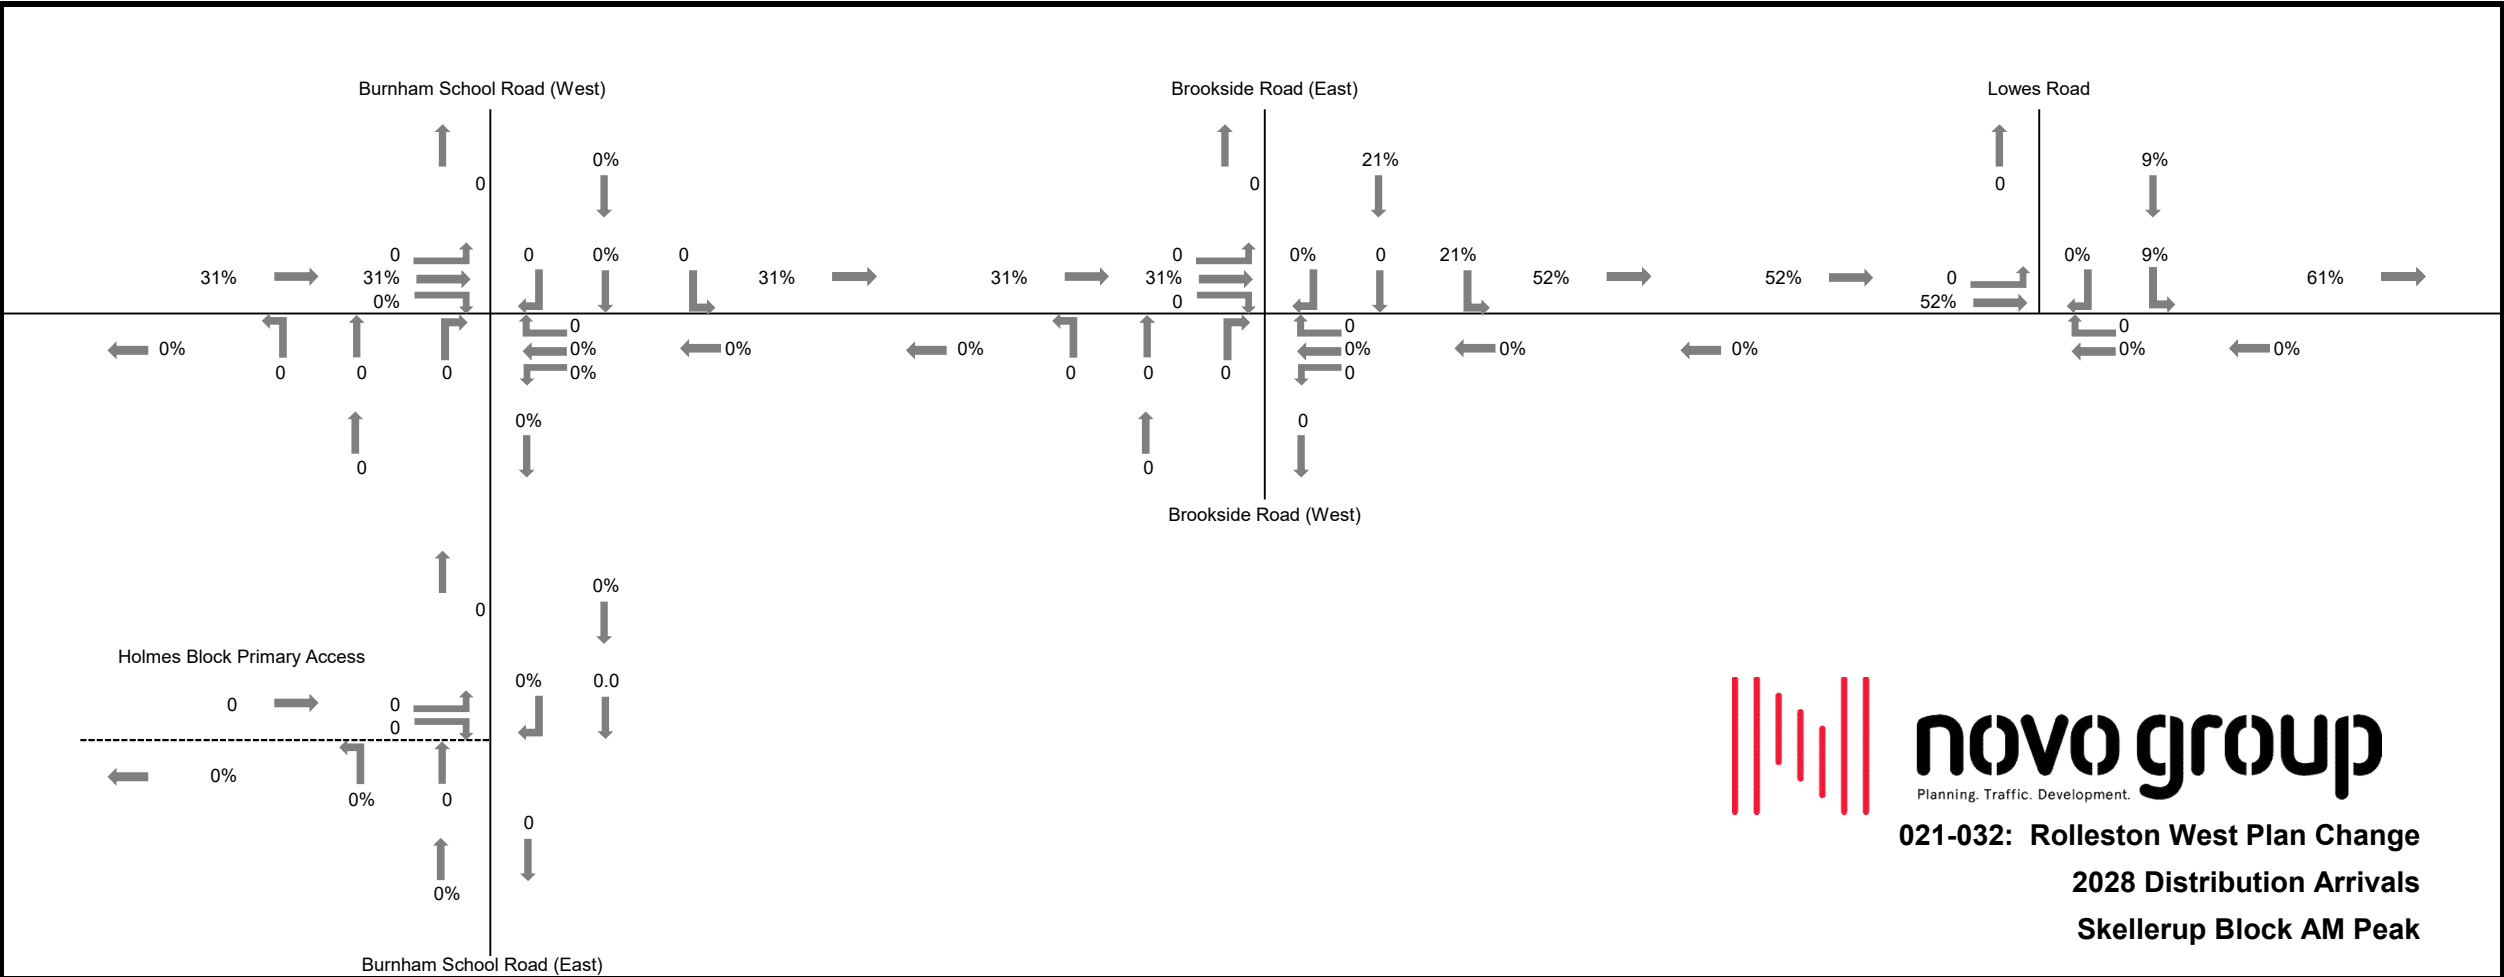 Burnham School Road (West) Brookside Road (East) Lowes Road
0% 21% 9%
0 0 0
0 0 0% 0 0 0% 0 21% 0% 9%
31% 31% 31% 31% 31% 52% 52% 0 61%
0% 0 52%
0 0 0
0% 0% 0% 0% 0% 0% 0% 0% 0%
0 0 0 0% 0 0 0 0
0% 0
0 0
Brookside Road (West)
0%
0
Holmes Block Primary Access
0% 0.0
0 0
0
0%
0% 0
novo group
Planning. Traffic. Development.
0
021-032: Rolleston West Plan Change
2028 Distribution Arrivals
0%
Skellerup Block AM Peak
Burnham School Road (East)